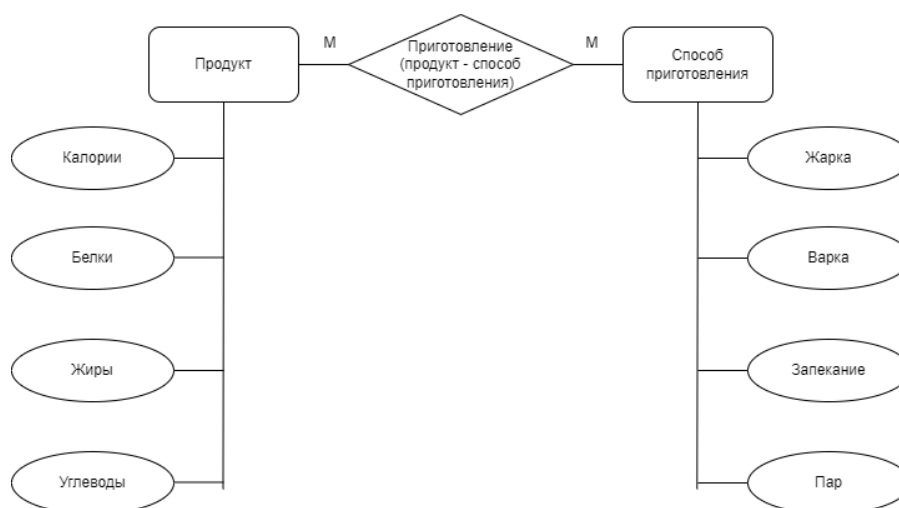 Продукт
М
Приготовление
(продукт - способ
приготовления)
М
Способ
приготовления
Калории
Жарка
Белки
Варка
Жиры
Запекание
Углеводы
Пар